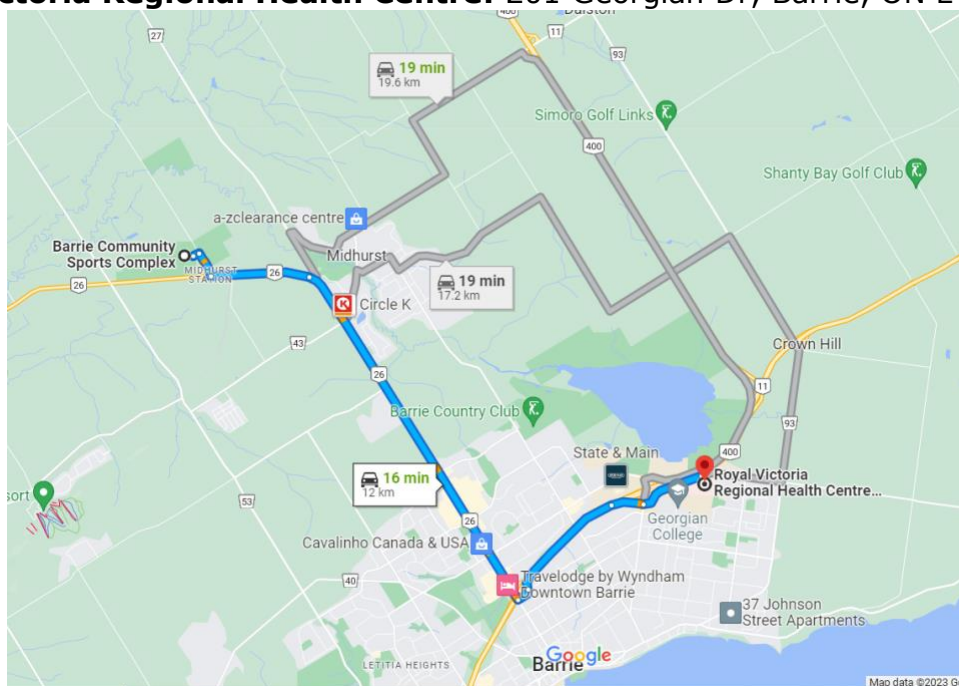 ctoria Regional Health Centre: 201 Georgian Dr, Barrie, ON L
400
Dalston
11
27
93
19 min
19.6 km
Simoro Golf Links
400
Shanty Bay Golf Club
a-zclearance centre
Barrie Community
Sports Complex
Midhurst
MIDHURST
STATION
26
26
19 min
17.2 km
Circle K
43
Crown Hill
26
11
Barrie Country Club
93
State & Main
400
16 min
12 km
Royal Victoria
Regional Health Centre...
sort
53
26
Georgian
College
Cavalinho Canada & USA
40
Travelodge by Wyndham
Downtown Barrie
37 Johnson
Street Apartments
LETITIA HEIGHTS
Google
Barrie
Map data ©2023 G